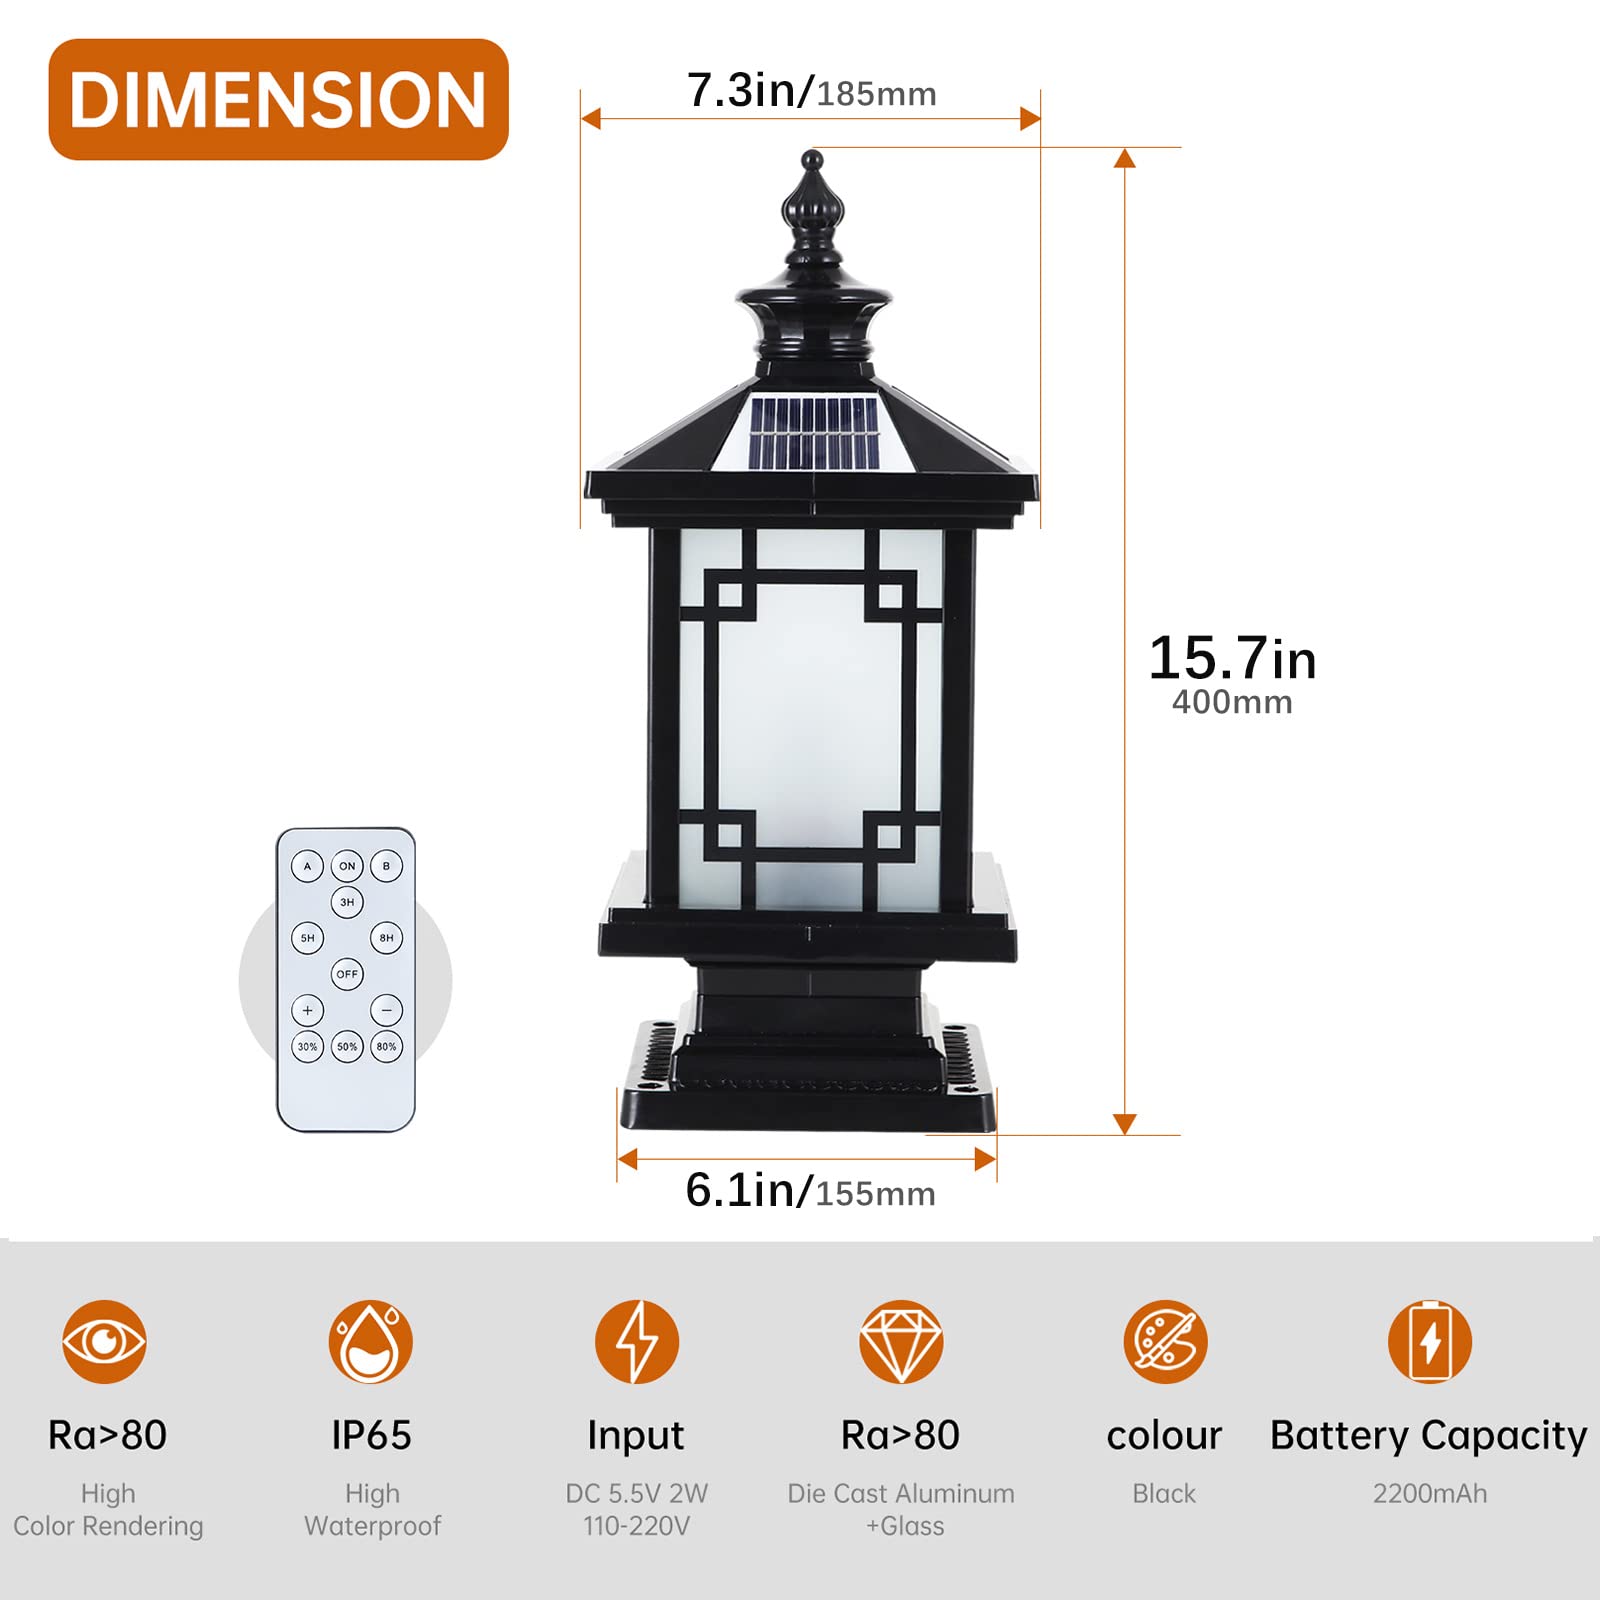 DIMENSION
7.3in/185mm
15.7in
400mm
A ON B
3H
5H 8H
OFF
+ −
30% 50% 80%
6.1in/155mm
Ra>80
High
Color Rendering
IP65
High
Waterproof
Input
DC 5.5V 2W
110-220V
Ra>80
Die Cast Aluminum
+Glass
colour
Black
Battery Capacity
2200mAh